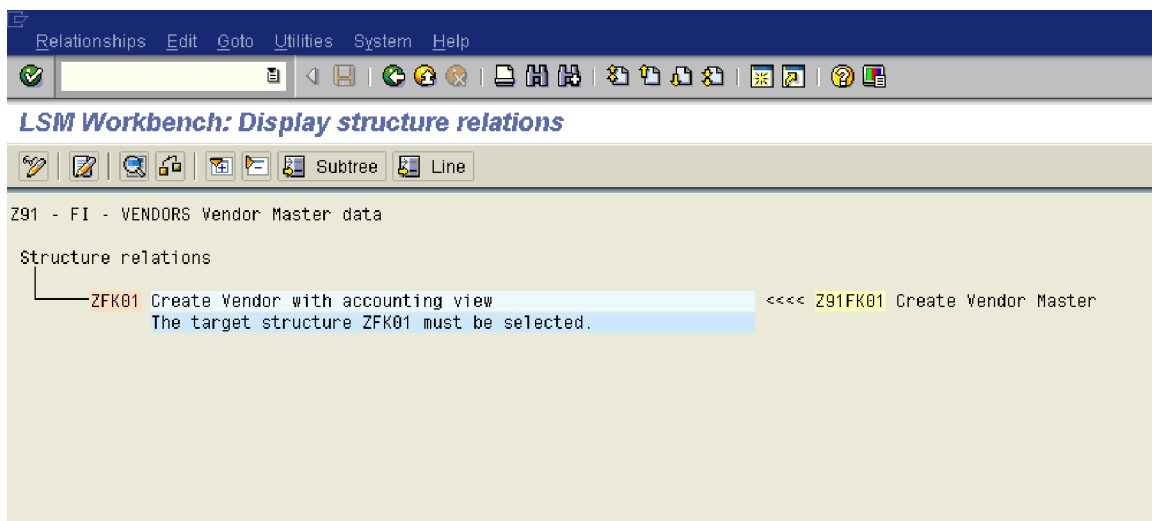 Relationships Edit Goto Utilities System Help
LSM Workbench: Display structure relations
Subtree Line
Z91 - FI - VENDORS Vendor Master data
Structure relations
ZFK01 Create Vendor with accounting view <<<< Z91FK01 Create Vendor Master
The target structure ZFK01 must be selected.